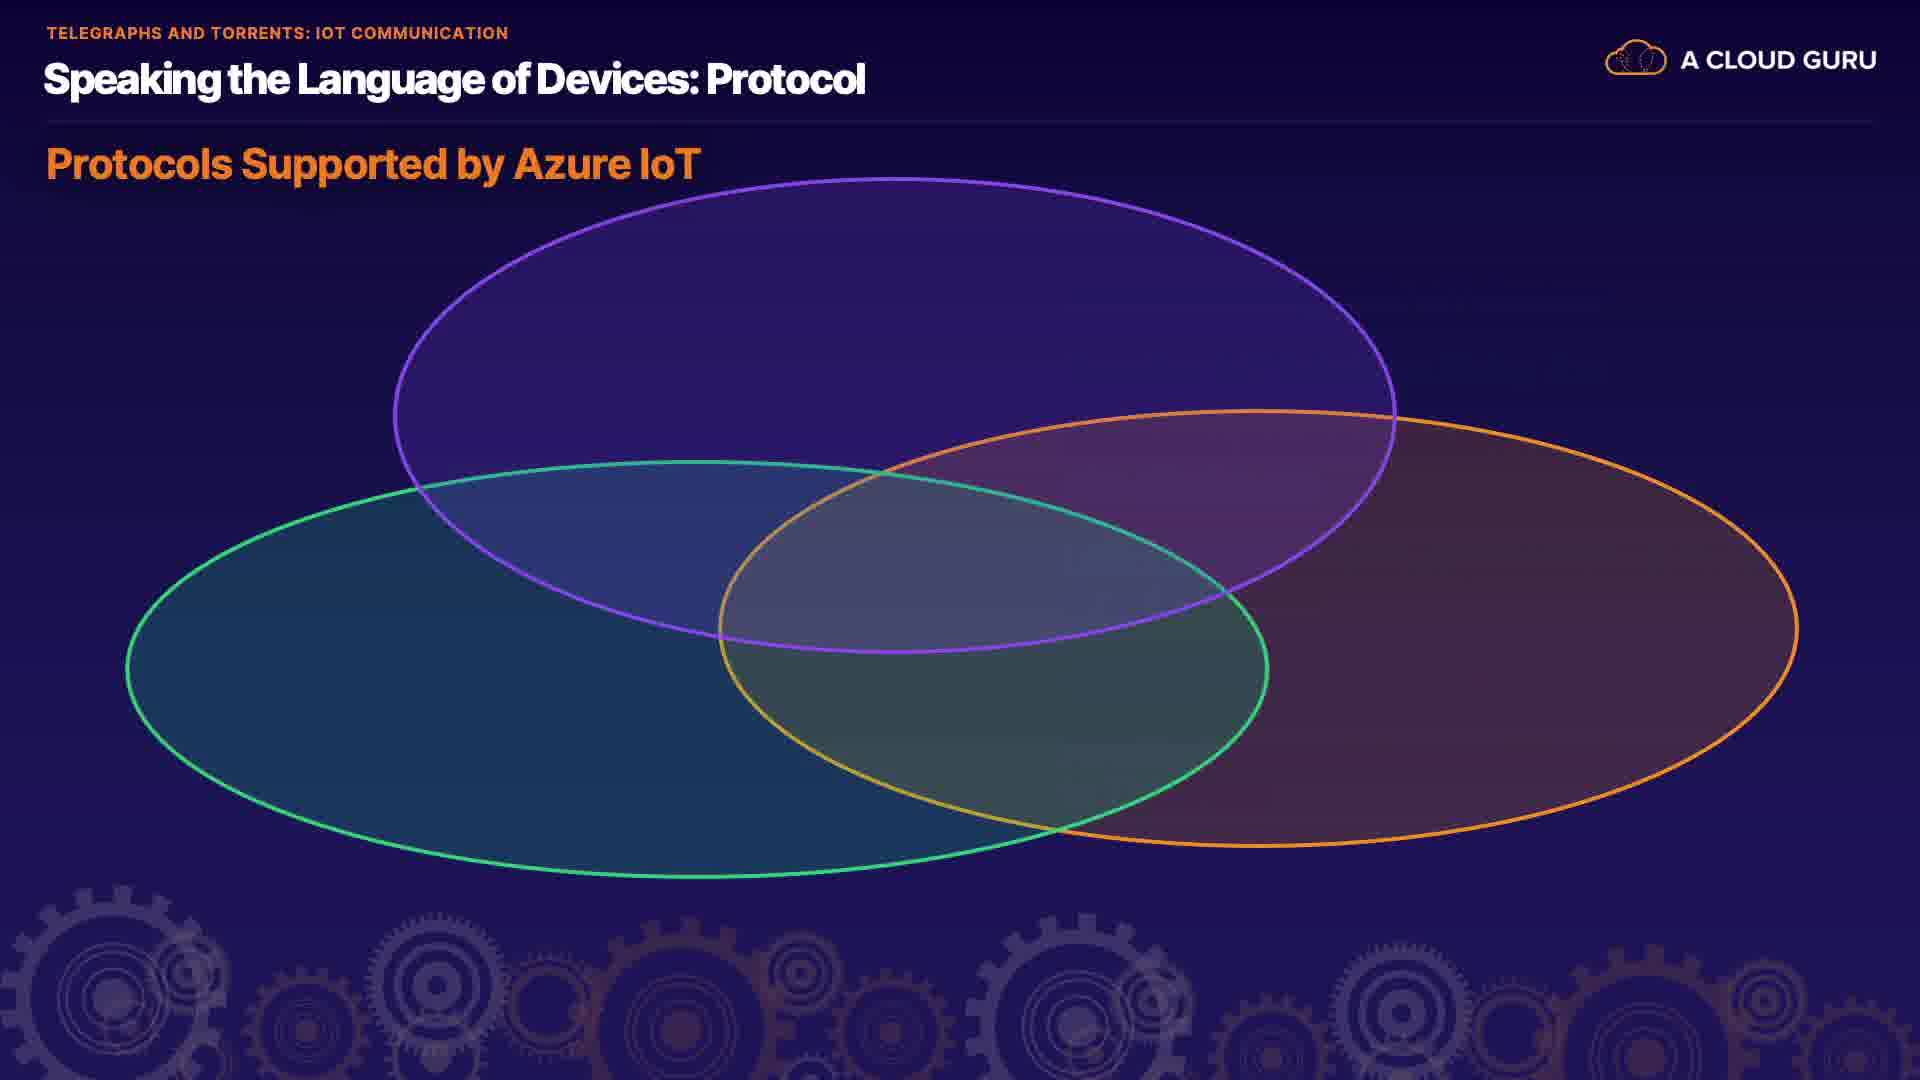 TELEGRAPHS AND TORRENTS: IOT COMMUNICATION
Speaking the Language of Devices: Protocol
A CLOUD GURU
Protocols Supported by Azure IoT